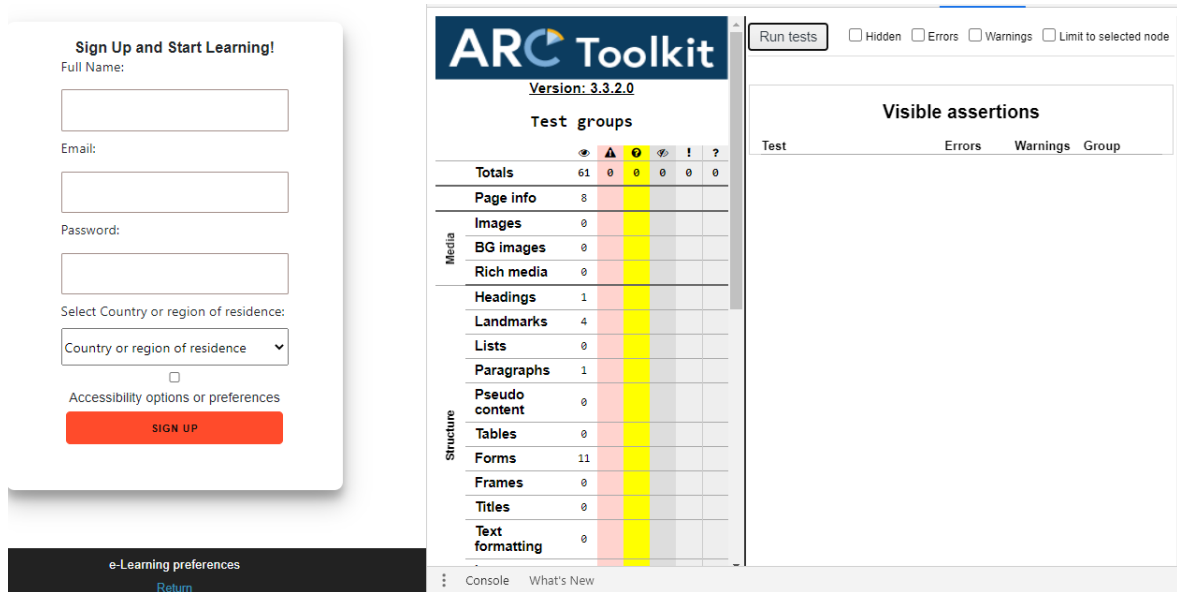 Sign Up and Start Learning!
Full Name:
Email:
Password:
Select Country or region of residence:
Country or region of residence
Accessibility options or preferences
SIGN UP
e-Learning preferences
Return
ARC Toolkit
Version: 3.3.2.0
Test groups
! ?
Totals 61 0 0 0 0 0
Page info 8
Media
Images 0
BG images 0
Rich media 0
Structure
Headings 1
Landmarks 4
Lists 0
Paragraphs 1
Pseudo
content 0
Tables 0
Forms 11
Frames 0
Titles 0
Text
formatting 0
Run tests Hidden Errors Warnings Limit to selected node
Visible assertions
Test Errors Warnings Group
Console What's New